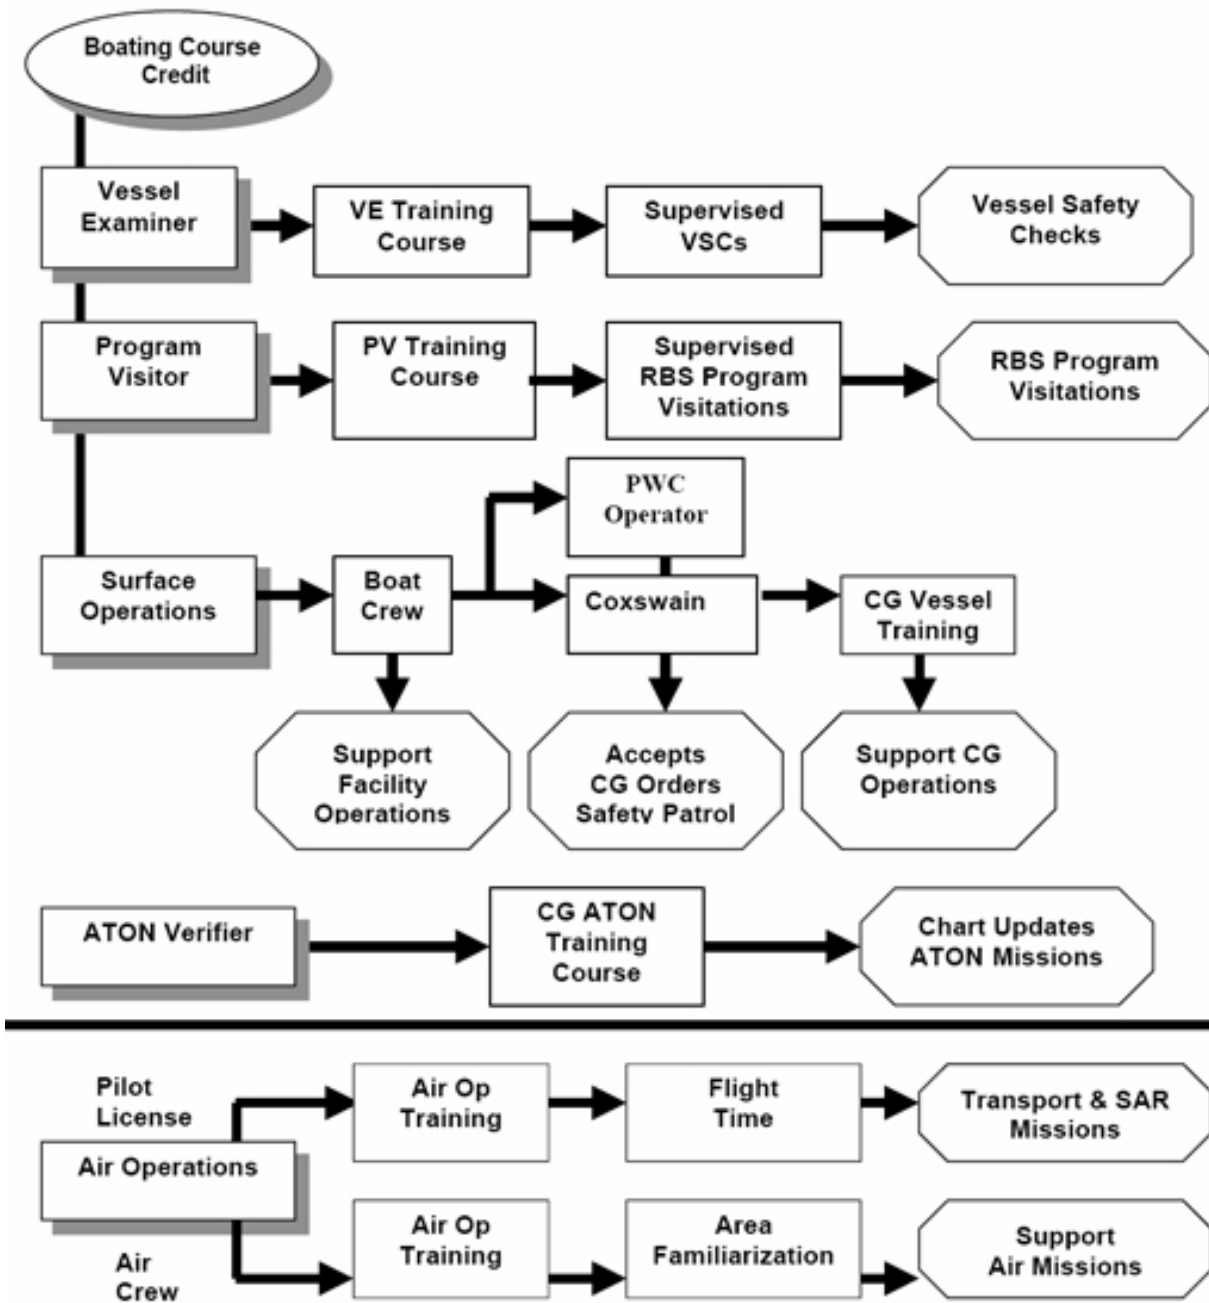 Boating Course
Credit
Vessel
Examiner
VE Training
Course
Supervised
VSCs
Vessel Safety
Checks
Program
Visitor
PV Training
Course
Supervised
RBS Program
Visitations
RBS Program
Visitations
PWC
Operator
Surface
Operations
Boat
Crew
Coxswain
CG Vessel
Training
Support
Facility
Operations
Accepts
CG Orders
Safety Patrol
Support CG
Operations
ATON Verifier
CG ATON
Training
Course
Chart Updates
ATON Missions
Pilot
License
Air Operations
Air Op
Training
Flight
Time
Transport & SAR
Missions
Air
Crew
Air Op
Training
Area
Familiarization
Support
Air Missions